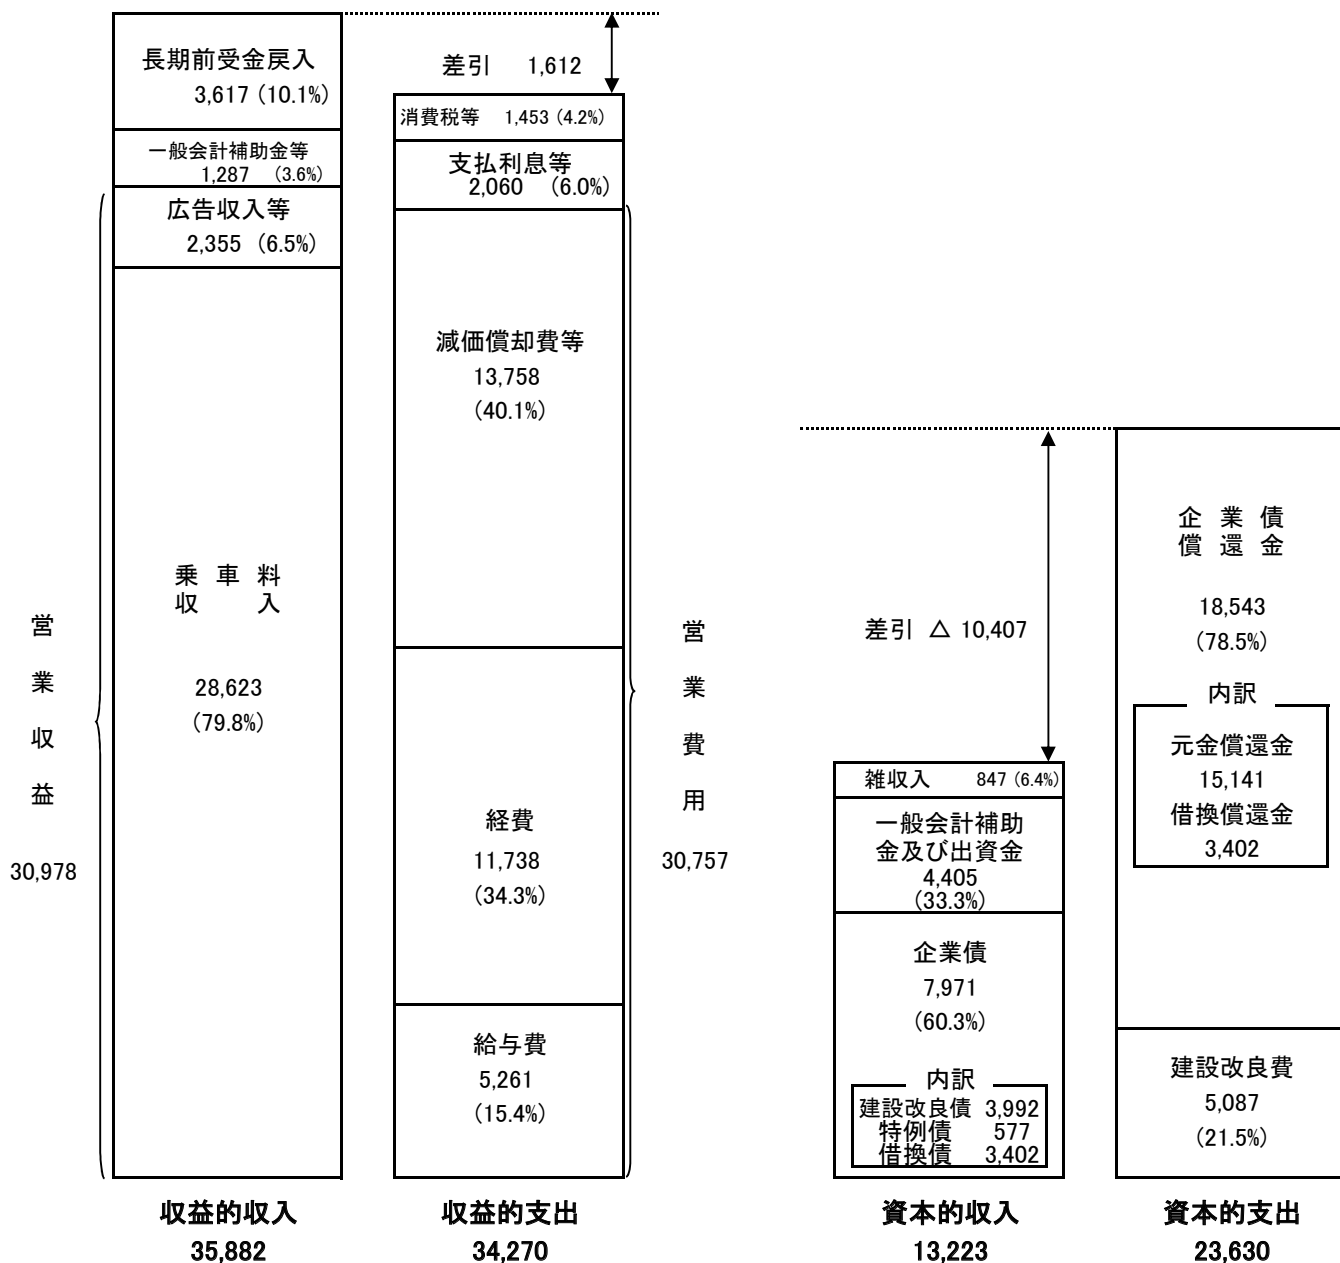 長期前受金戻入
3,617 (10.1%)
一般会計補助金等
1,287 (3.6%)
広告収入等
2,355 (6.5%)
乗車料
収入
28,623
(79.8%)
営業収益
30,978
収益的収入
35,882
差引 1,612
消費税等 1,453 (4.2%)
支払利息等
2,060 (6.0%)
減価償却費等
13,758
(40.1%)
経費
11,738
(34.3%)
給与費
5,261
(15.4%)
営業費用
30,757
収益的支出
34,270
差引 △ 10,407
雑収入 847 (6.4%)
一般会計補助
金及び出資金
4,405
(33.3%)
企業債
7,971
(60.3%)
内訳
建設改良債 3,992
特例債 577
借換債 3,402
資本的収入
13,223
企業債
償還金
18,543
(78.5%)
内訳
元金償還金
15,141
借換償還金
3,402
建設改良費
5,087
(21.5%)
資本的支出
23,630